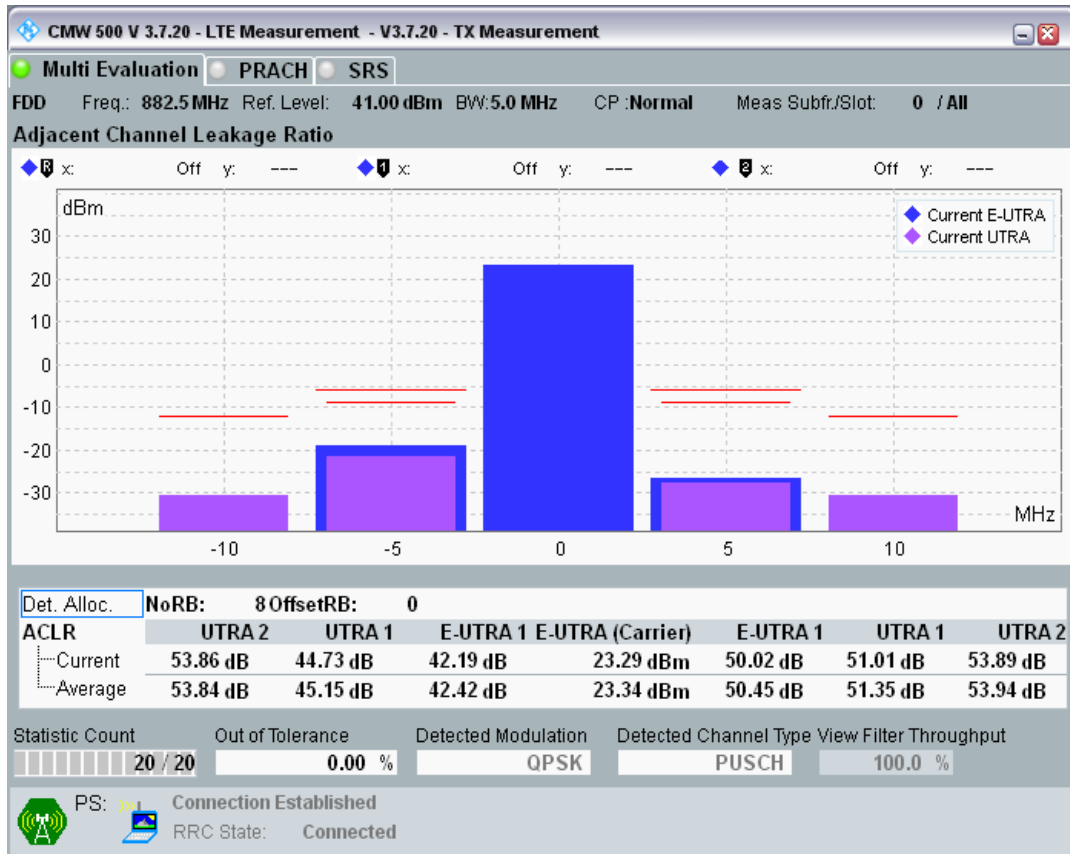 CMW 500 V 3.7.20 - LTE Measurement - V3.7.20 - TX Measurement
Multi Evaluation PRACH SRS
FDD Freq.: 882.5 MHz Ref. Level: 41.00 dBm BW:5.0 MHz CP :Normal Meas Subfr./Slot: 0 / All
Adjacent Channel Leakage Ratio
R x: Off y: --- 1 x: Off y: --- 2 x: Off y: ---
dBm
Current E-UTRA
Current UTRA
30
20
10
0
-10
-20
-30
MHz
-10 -5 0 5 10
Det. Alloc. NoRB: 8 OffsetRB: 0
ACLR UTRA 2 UTRA 1 E-UTRA 1 E-UTRA (Carrier) E-UTRA 1 UTRA 1 UTRA 2
Current 53.86 dB 44.73 dB 42.19 dB 23.29 dBm 50.02 dB 51.01 dB 53.89 dB
Average 53.84 dB 45.15 dB 42.42 dB 23.34 dBm 50.45 dB 51.35 dB 53.94 dB
Statistic Count Out of Tolerance Detected Modulation Detected Channel Type View Filter Throughput
20 / 20 0.00 % QPSK PUSCH 100.0 %
PS: Connection Established
RRC State: Connected